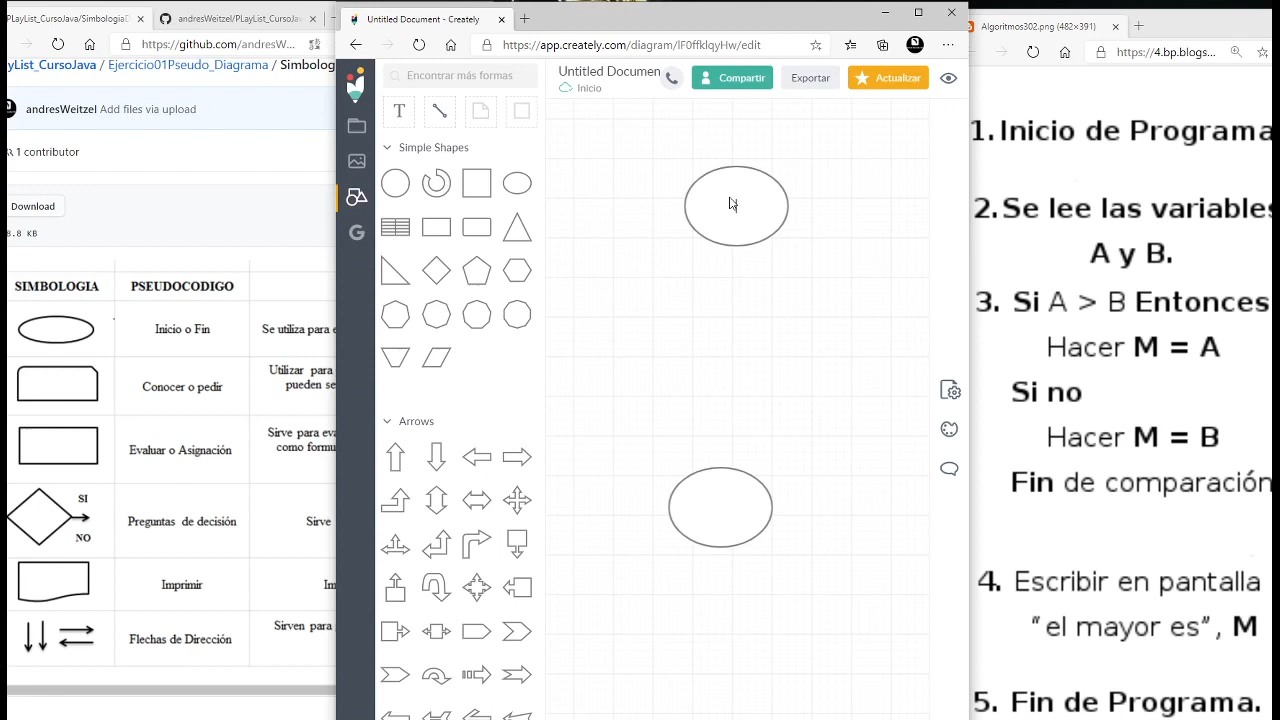 PLayList_CursoJava/Simbologia
andresWeitzel/PLayList_CursoJav
https://github.com/andresW...
yList_CursoJava / Ejercicio01Pseudo_Diagrama / Simbolog
andresWeitzel Add files via upload
1 contributor
Download
8.8 KB
SIMBOLOGIA PSEUDOCODIGO
Inicio o Fin
Se utiliza para e
Conocer o pedir
Utilizar para
pueden se
Evaluar o Asignación
Sirve para eva
como formu
SI
NO
Preguntas de decisión
Sirve
Imprimir
Im
Flechas de Dirección
Sirven para
Untitled Document - Creately
https://app.creately.com/diagram/lF0ffklqyHw/edit
Encontrar más formas
Untitled Documen
Inicio
Compartir
Exportar
Actualizar
T
Simple Shapes
Arrows
G
Algoritmos302.png (482×391)
https://4.bp.blogs...
1. Inicio de Programa
2. Se lee las variables
A y B.
3. Si A > B Entonces
Hacer M = A
Si no
Hacer M = B
Fin de comparación
4. Escribir en pantalla
“el mayor es”, M
5. Fin de Programa.